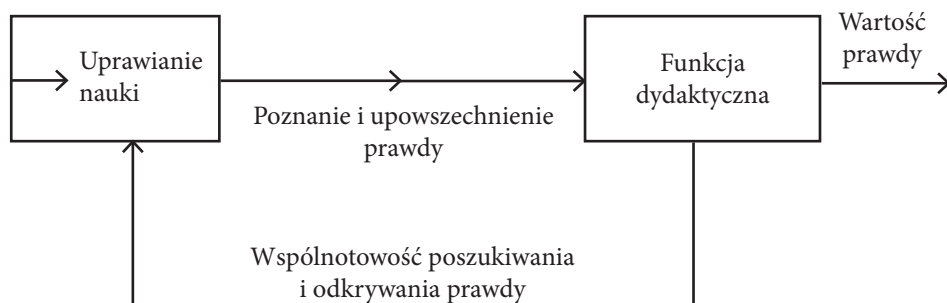 Uprawianie
nauki
Poznanie i upowszechnienie
prawdy
Funkcja
dydaktyczna
Wartość
prawdy
Wspólnotowość poszukiwania
i odkrywania prawdy